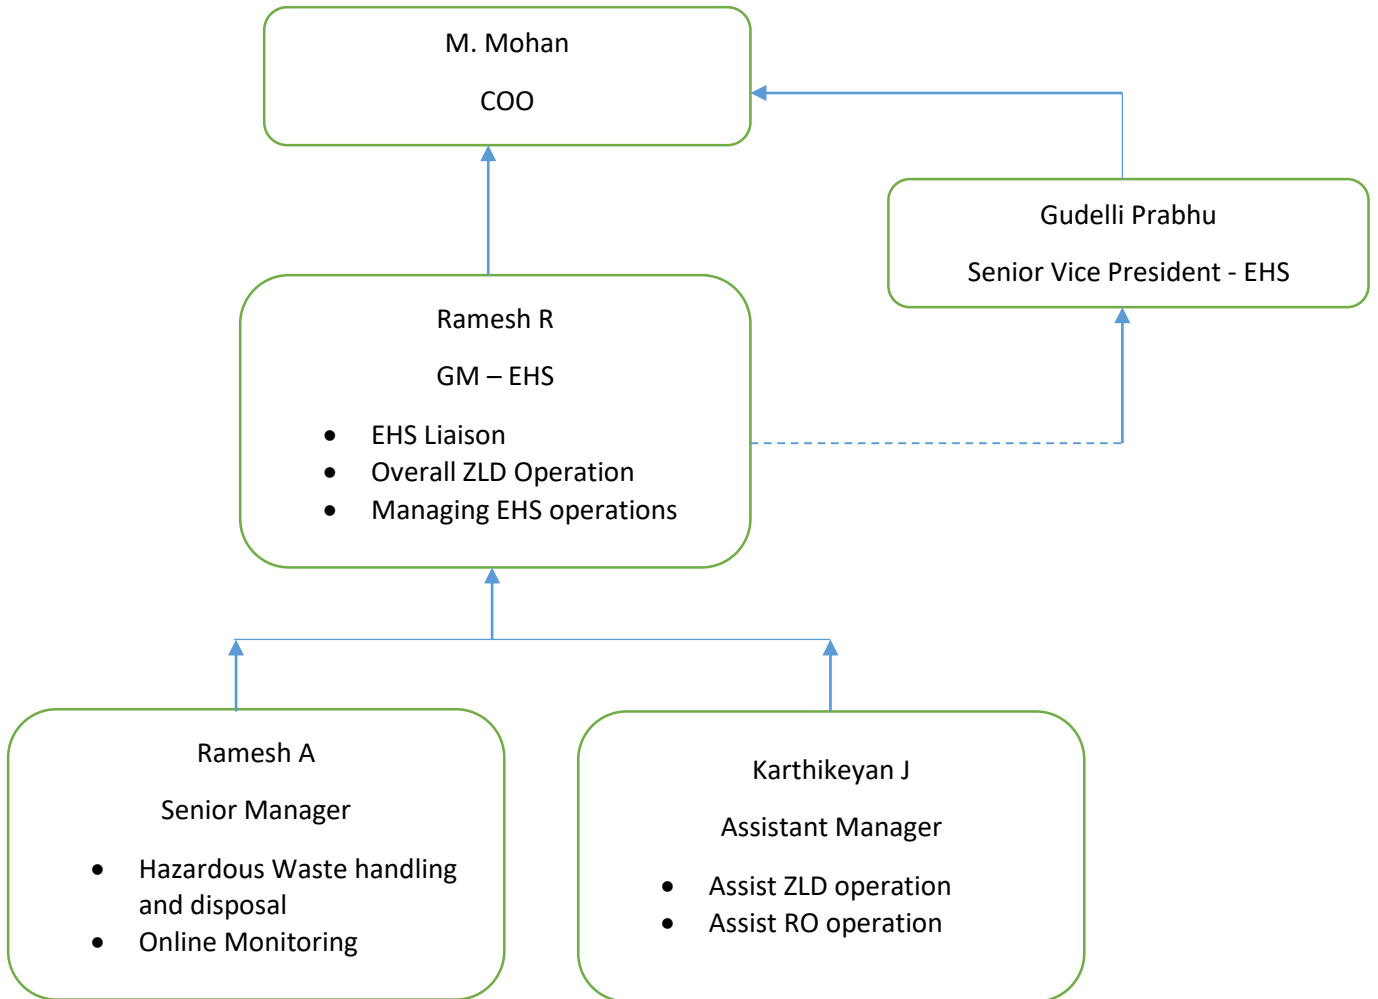 M. Mohan
COO
Gudelli Prabhu
Senior Vice President - EHS
Ramesh R
GM – EHS
• EHS Liaison
• Overall ZLD Operation
• Managing EHS operations
Ramesh A
Senior Manager
• Hazardous Waste handling
and disposal
• Online Monitoring
Karthikeyan J
Assistant Manager
• Assist ZLD operation
• Assist RO operation